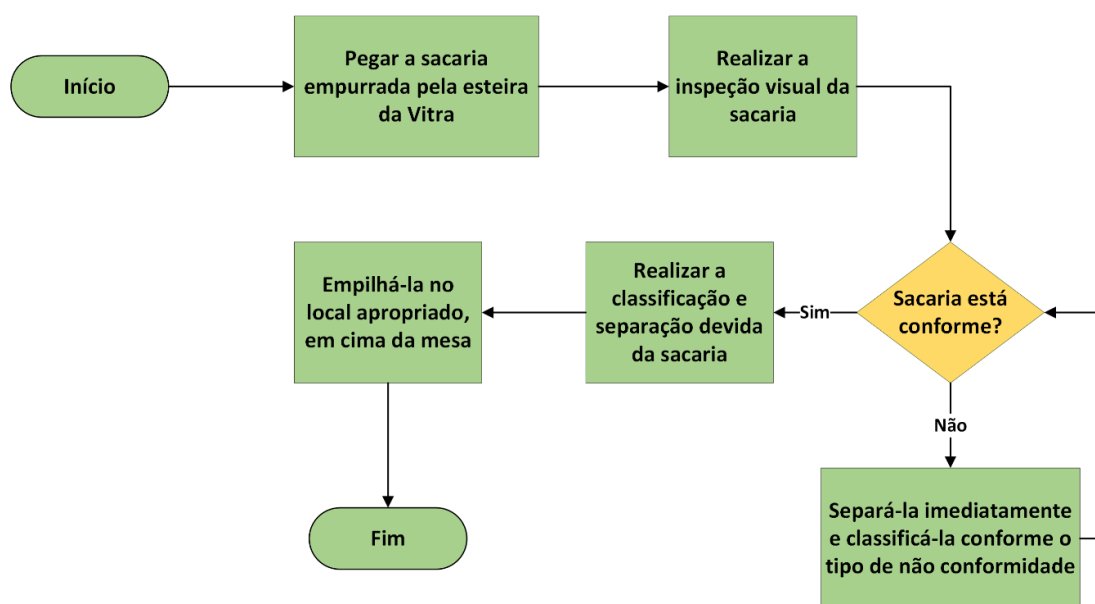 Início
Pegar a sacaria
empurrada pela esteira
da Vitra
Realizar a
inspeção visual da
sacaria
Sacaria está
conforme?
Sim
Realizar a
classificação e
separação devida
da sacaria
Empilhá-la no
local apropriado,
em cima da mesa
Fim
Não
Separá-la imediatamente
e classificá-la conforme o
tipo de não conformidade